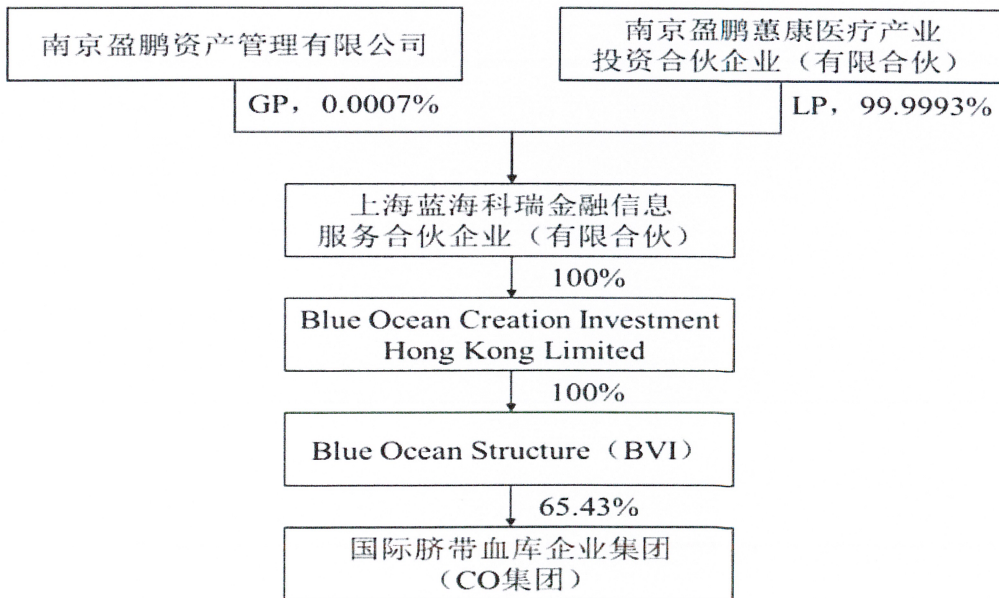 南京盈鹏资产管理有限公司
南京盈鹏蕙康医疗产业
投资合伙企业（有限合伙）
GP，0.0007%
LP，99.9993%
上海蓝海科瑞金融信息
服务合伙企业（有限合伙）
100%
Blue Ocean Creation Investment
Hong Kong Limited
100%
Blue Ocean Structure（BVI）
65.43%
国际脐带血库企业集团
（CO集团）